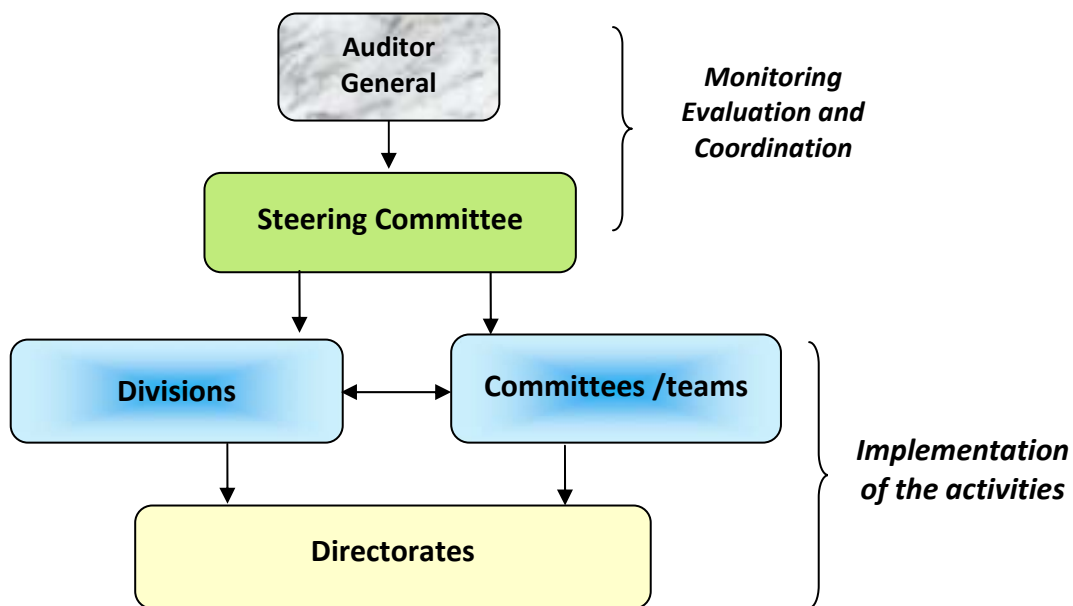 Auditor
General
Monitoring
Evaluation and
Coordination
Steering Committee
Divisions
Committees /teams
Implementation
of the activities
Directorates